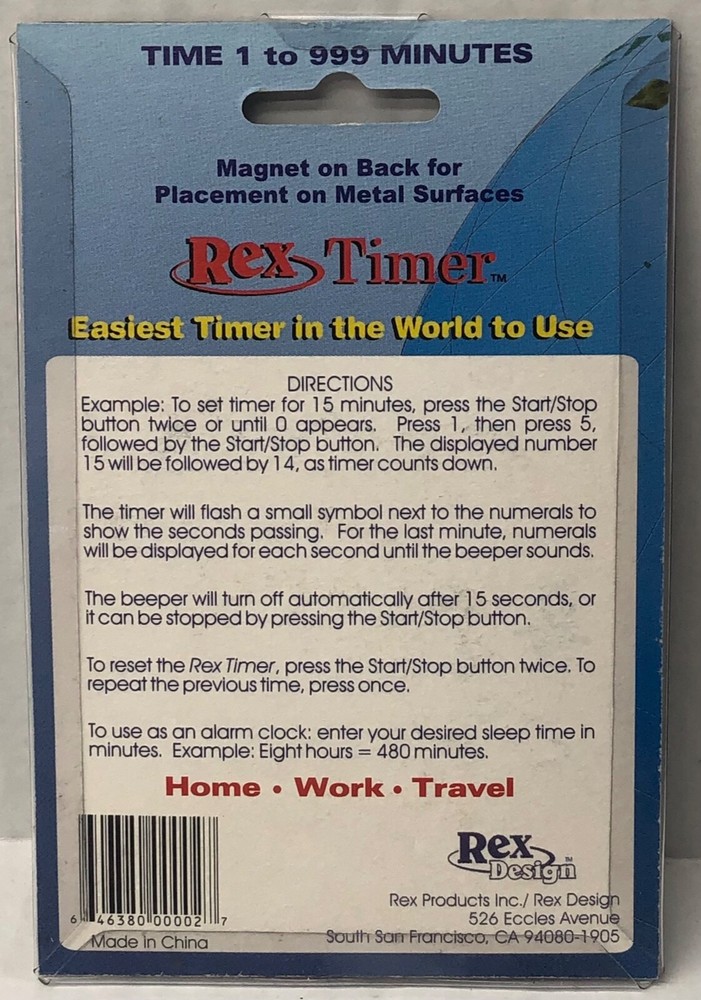 TIME 1 to 999 MINUTES
Magnet on Back for
Placement on Metal Surfaces
Rex Timer™
Easiest Timer in the World to Use
DIRECTIONS
Example: To set timer for 15 minutes, press the Start/Stop
button twice or until 0 appears. Press 1, then press 5,
followed by the Start/Stop button. The displayed number
15 will be followed by 14, as timer counts down.
The timer will flash a small symbol next to the numerals to
show the seconds passing. For the last minute, numerals
will be displayed for each second until the beeper sounds.
The beeper will turn off automatically after 15 seconds, or
it can be stopped by pressing the Start/Stop button.
To reset the Rex Timer, press the Start/Stop button twice. To
repeat the previous time, press once.
To use as an alarm clock: enter your desired sleep time in
minutes. Example: Eight hours = 480 minutes.
Home • Work • Travel
Rex
Design™
6 46380 00002 7
Made in China
Rex Products Inc./ Rex Design
526 Eccles Avenue
South San Francisco, CA 94080-1905